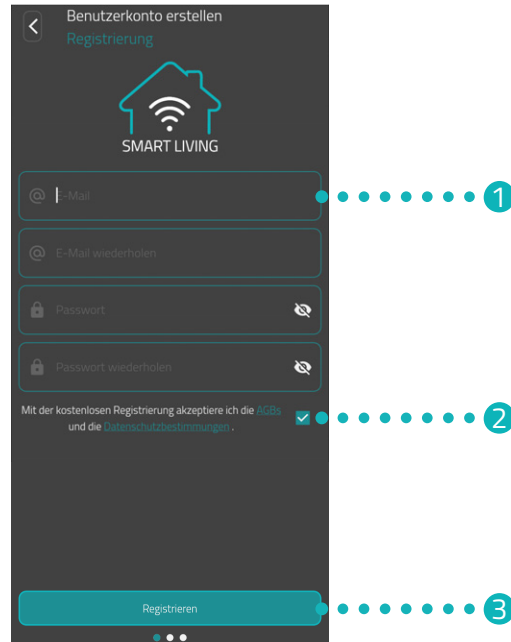 Benutzerkonto erstellen
Registrierung
SMART LIVING
E-Mail
1
E-Mail wiederholen
Passwort
Passwort wiederholen
Mit der kostenlosen Registrierung akzeptiere ich die AGBs
und die Datenschutzbestimmungen .
2
Registrieren
3